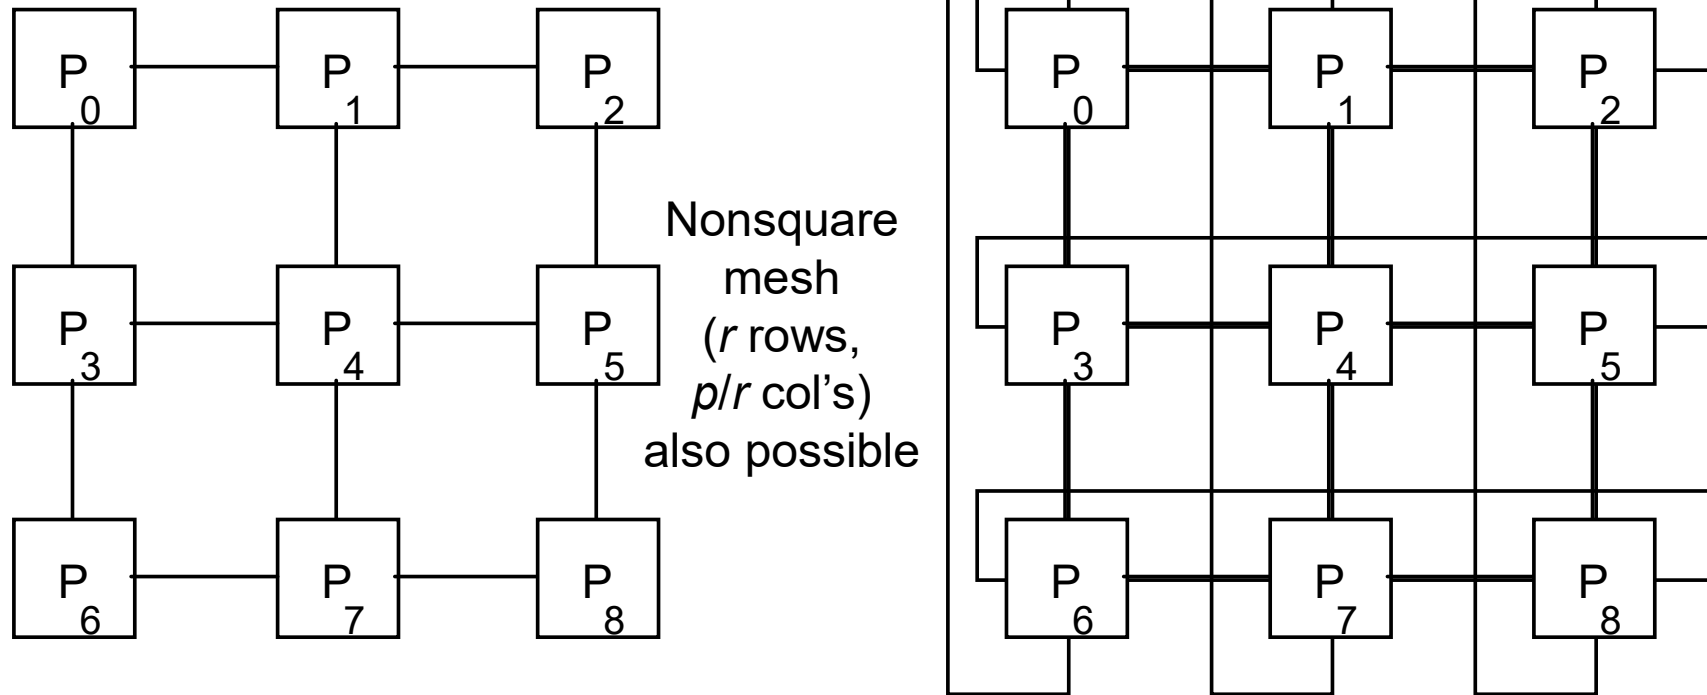 P0 P1 P2
P3 P4 P5
P6 P7 P8
Nonsquare
mesh
(r rows,
p/r col’s)
also possible
P0 P1 P2
P3 P4 P5
P6 P7 P8